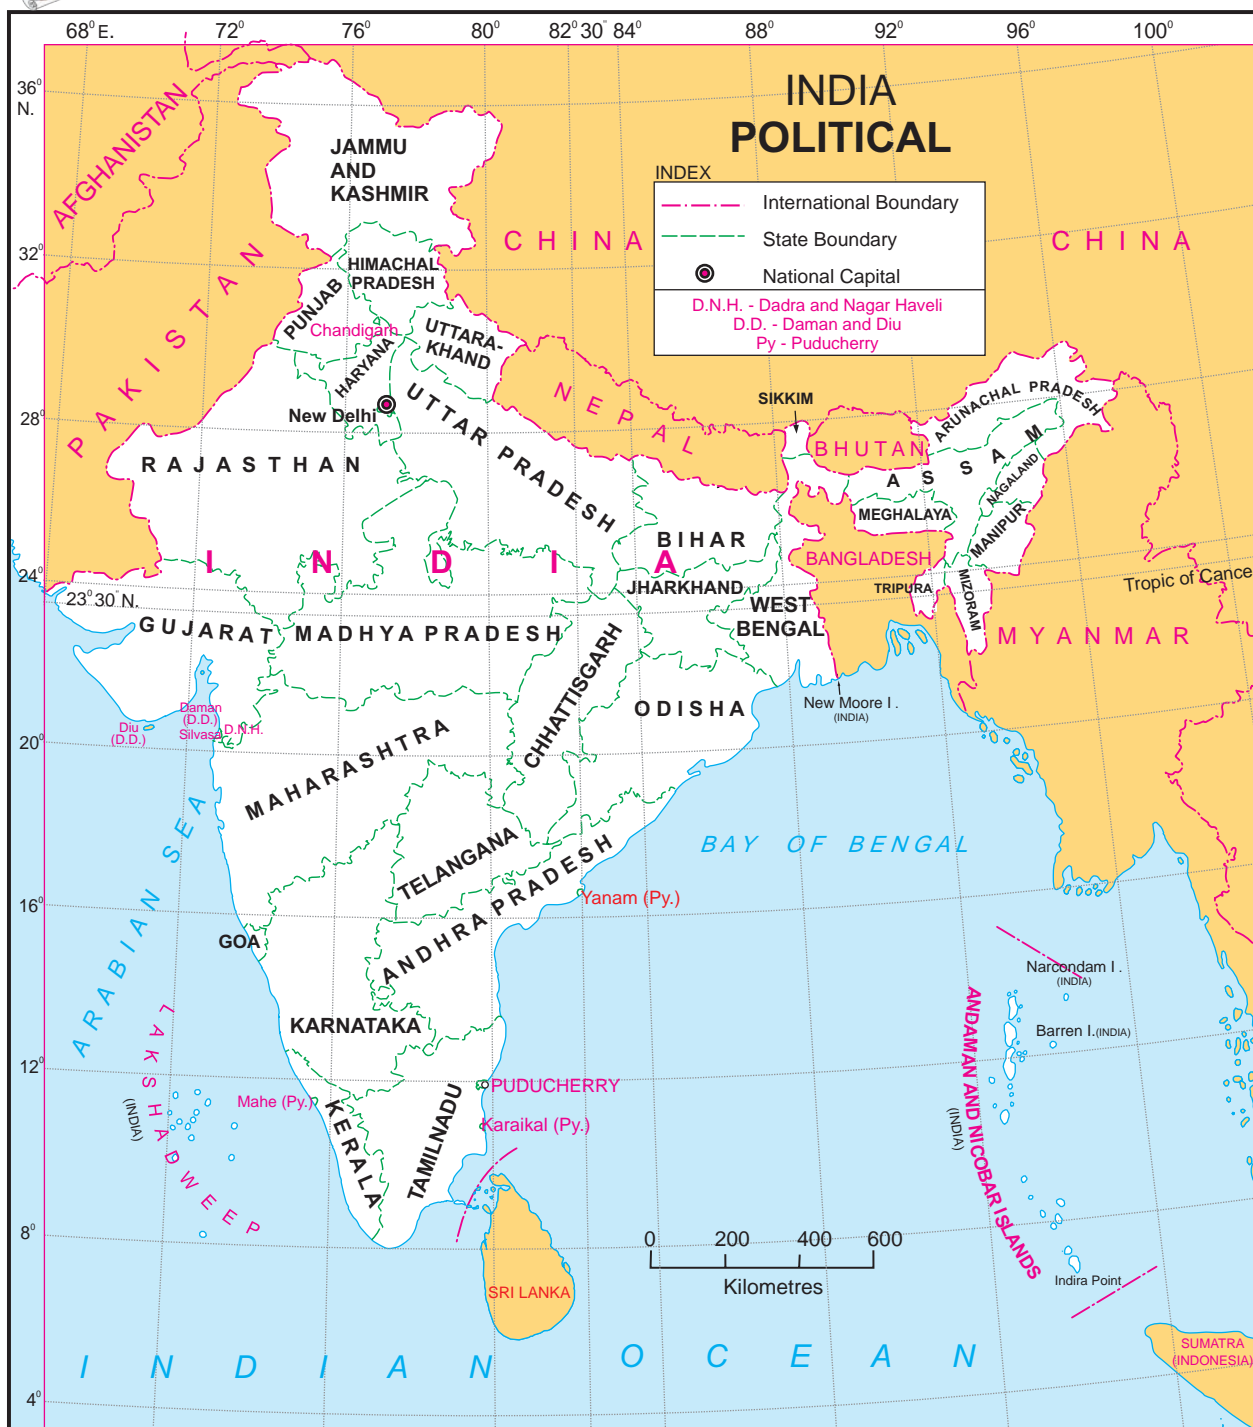 68° E.
72°
76°
80°
82° 30'
84°
88°
92°
96°
100°
36°
N.
32°
28°
24°
23° 30' N.
20°
16°
12°
8°
4°
INDIA
POLITICAL
INDEX
International Boundary
State Boundary
National Capital
D.N.H. - Dadra and Nagar Haveli
D.D. - Daman and Diu
Py - Puducherry
AFGHANISTAN
PAKISTAN
CHINA
CHINA
NEPAL
BHUTAN
BANGLADESH
MYANMAR
JAMMU
AND
KASHMIR
HIMACHAL
PRADESH
PUNJAB
Chandigarh
UTTARA-
KHAND
HARYANA
New Delhi
UTTAR PRADESH
RAJASTHAN
SIKKIM
ARUNACHAL PRADESH
ASSAM
NAGALAND
MEGHALAYA
MANIPUR
BIHAR
INDIA
JHARKHAND
TRIPURA
MIZORAM
Tropic of Cance
WEST
BENGAL
GUJARAT
MADHYA PRADESH
CHHATTISGARH
ODISHA
New Moore I.
(INDIA)
Daman
(D.D.)
Diu
(D.D.)
Silvasa
D.N.H.
MAHARASHTRA
TELANGANA
ANDHRA PRADESH
Yanam (Py.)
BAY OF BENGAL
ARABIAN SEA
GOA
KARNATAKA
Narcondam I.
(INDIA)
Barren I.(INDIA)
ANDAMAN AND NICOBAR ISLANDS
(INDIA)
LAKSHADWEEP
(INDIA)
Mahe (Py.)
PUDUCHERRY
Karaikal (Py.)
KERALA
TAMILNADU
SRI LANKA
0 200 400 600
Kilometres
Indira Point
INDIAN OCEAN
SUMATRA
(INDONESIA)